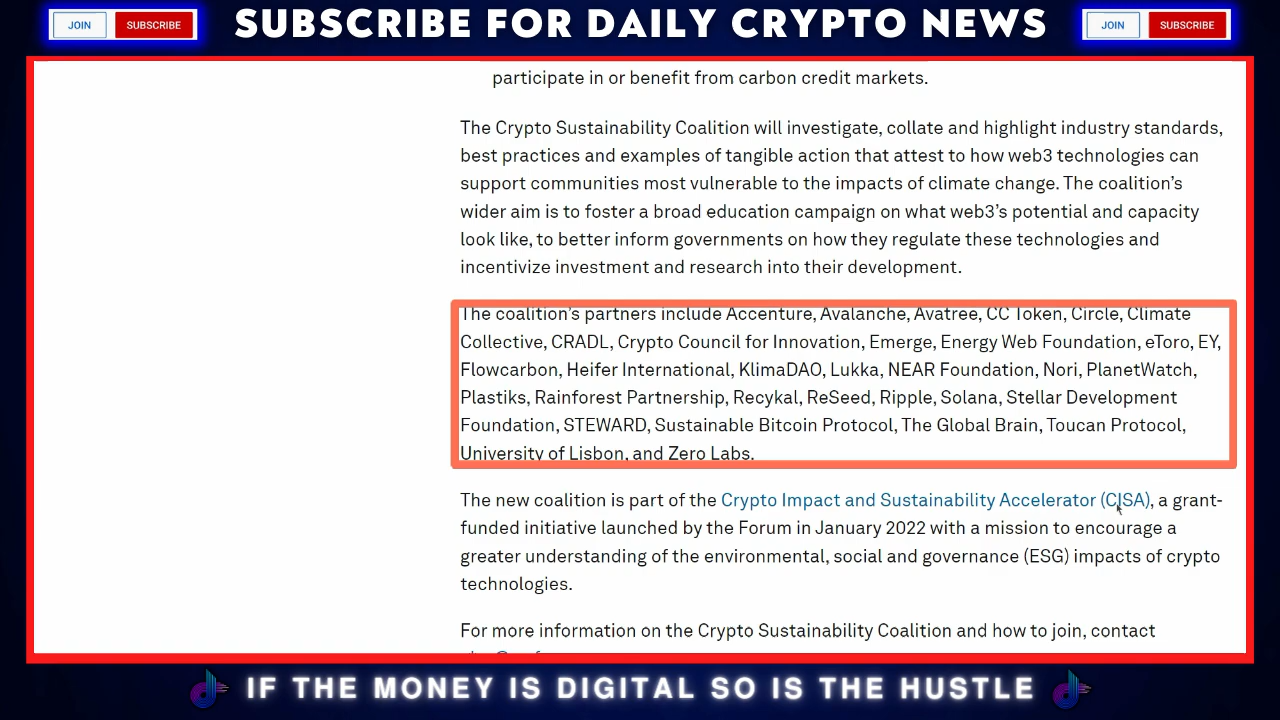 JOIN
SUBSCRIBE
SUBSCRIBE FOR DAILY CRYPTO NEWS
JOIN
SUBSCRIBE
participate in or benefit from carbon credit markets.
The Crypto Sustainability Coalition will investigate, collate and highlight industry standards,
best practices and examples of tangible action that attest to how web3 technologies can
support communities most vulnerable to the impacts of climate change. The coalition’s
wider aim is to foster a broad education campaign on what web3’s potential and capacity
look like, to better inform governments on how they regulate these technologies and
incentivize investment and research into their development.
The coalition’s partners include Accenture, Avalanche, Avatree, CC Token, Circle, Climate
Collective, CRADL, Crypto Council for Innovation, Emerge, Energy Web Foundation, eToro, EY,
Flowcarbon, Heifer International, KlimaDAO, Lukka, NEAR Foundation, Nori, PlanetWatch,
Plastiks, Rainforest Partnership, Recykal, ReSeed, Ripple, Solana, Stellar Development
Foundation, STEWARD, Sustainable Bitcoin Protocol, The Global Brain, Toucan Protocol,
University of Lisbon, and Zero Labs.
The new coalition is part of the Crypto Impact and Sustainability Accelerator (CISA), a grant-
funded initiative launched by the Forum in January 2022 with a mission to encourage a
greater understanding of the environmental, social and governance (ESG) impacts of crypto
technologies.
For more information on the Crypto Sustainability Coalition and how to join, contact
IF THE MONEY IS DIGITAL SO IS THE HUSTLE